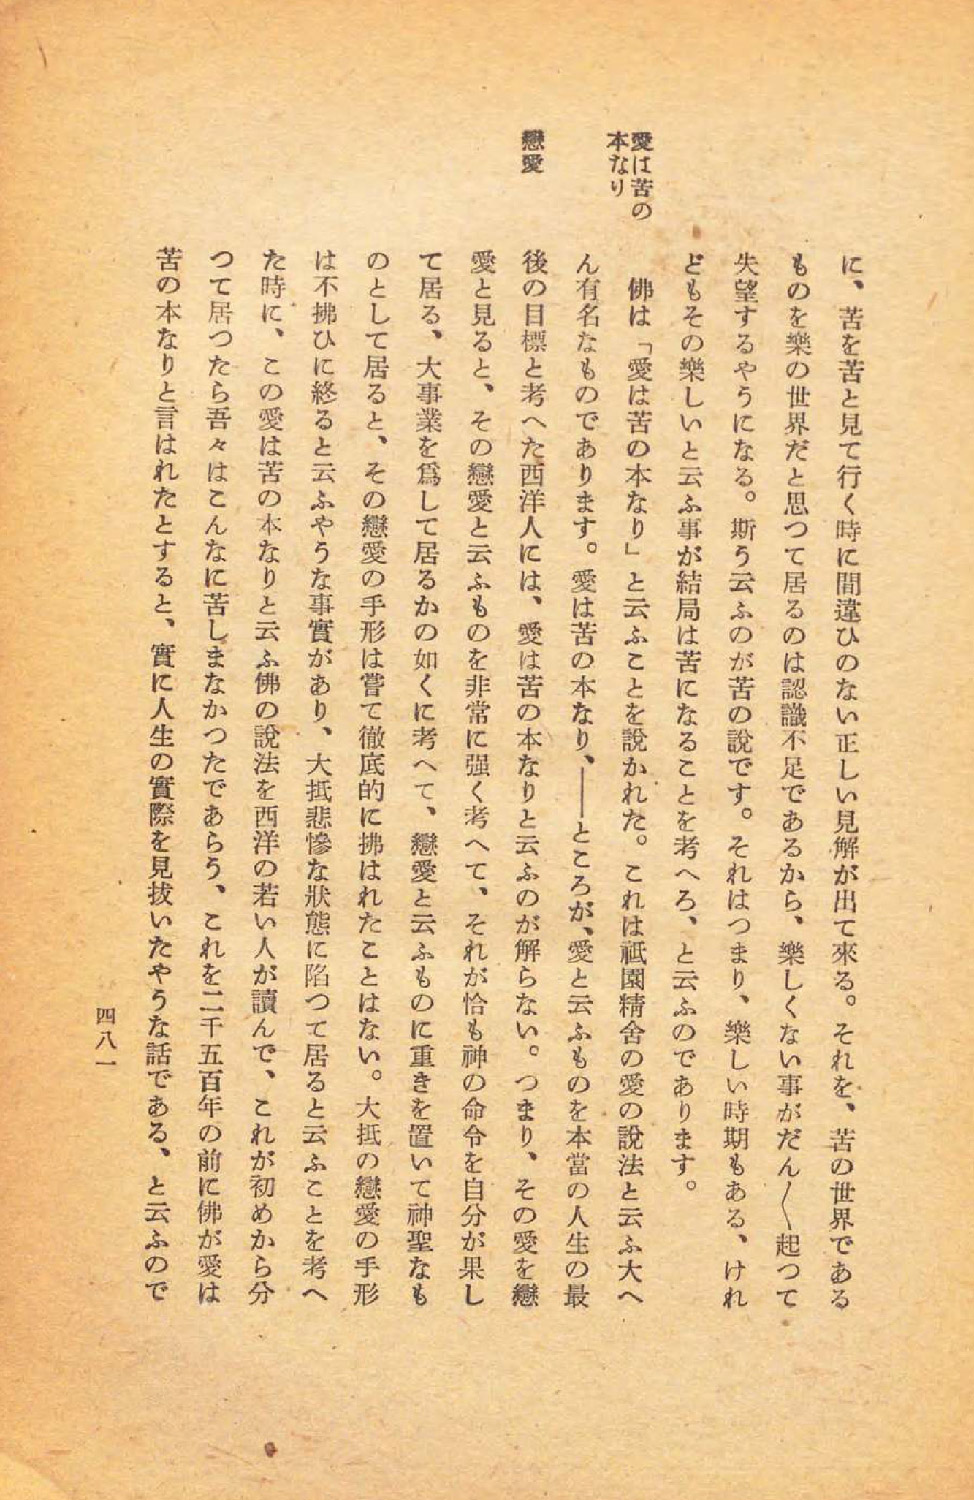 に、苦を苦と見て行く時に間違ひのない正しい見解が出て來る。それを、苦の世界である
ものを樂の世界だと思つて居るのは認識不足であるから、樂しくない事がだん〱起つて
失望するやうになる。斯う云ふのが苦の說です。それはつまり、樂しい時期もある、けれ
どもその樂しいと云ふ事が結局は苦になることを考へろ、と云ふのであります。
愛は苦の
本なり
佛は「愛は苦の本なり」と云ふことを說かれた。これは祇園精舍の愛の說法と云ふ大へ
ん有名なものであります。愛は苦の本なり、――ところが、愛と云ふものを本當の人生の最
戀愛
後の目標と考へた西洋人には、愛は苦の本なりと云ふのが解らない。つまり、その愛を戀
愛と見ると、その戀愛と云ふものを非常に强く考へて、それが恰も神の命令を自分が果し
て居る、大事業を爲して居るかの如くに考へて、戀愛と云ふものに重きを置いて神聖なも
のとして居ると、その戀愛の手形は嘗て徹底的に拂はれたことはない。大抵の戀愛の手形
は不拂ひに終ると云ふやうな事實があり、大抵悲慘な狀態に陷つて居ると云ふことを考へ
た時に、この愛は苦の本なりと云ふ佛の說法を西洋の若い人が讀んで、これが初めから分
つて居つたら吾々はこんなに苦しまなかつたであらう、これを二千五百年の前に佛が愛は
苦の本なりと言はれたとすると、實に人生の實際を見拔いたやうな話である、と云ふので
四八一